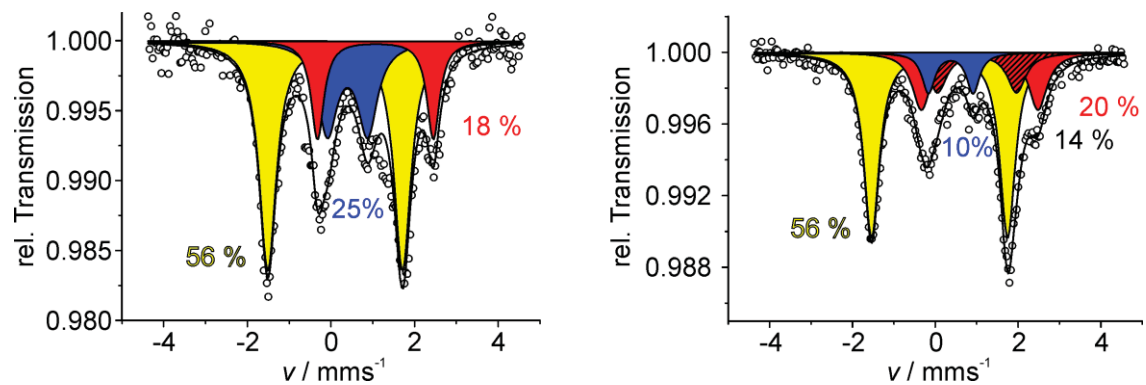 1.000
0.995
0.990
0.985
0.980
rel. Transmission
18 %
25%
56 %
-4 -2 0 2 4
v / mms⁻¹
1.000
0.996
0.992
0.988
rel. Transmission
20 %
10%
14 %
56 %
-4 -2 0 2 4
v / mms⁻¹